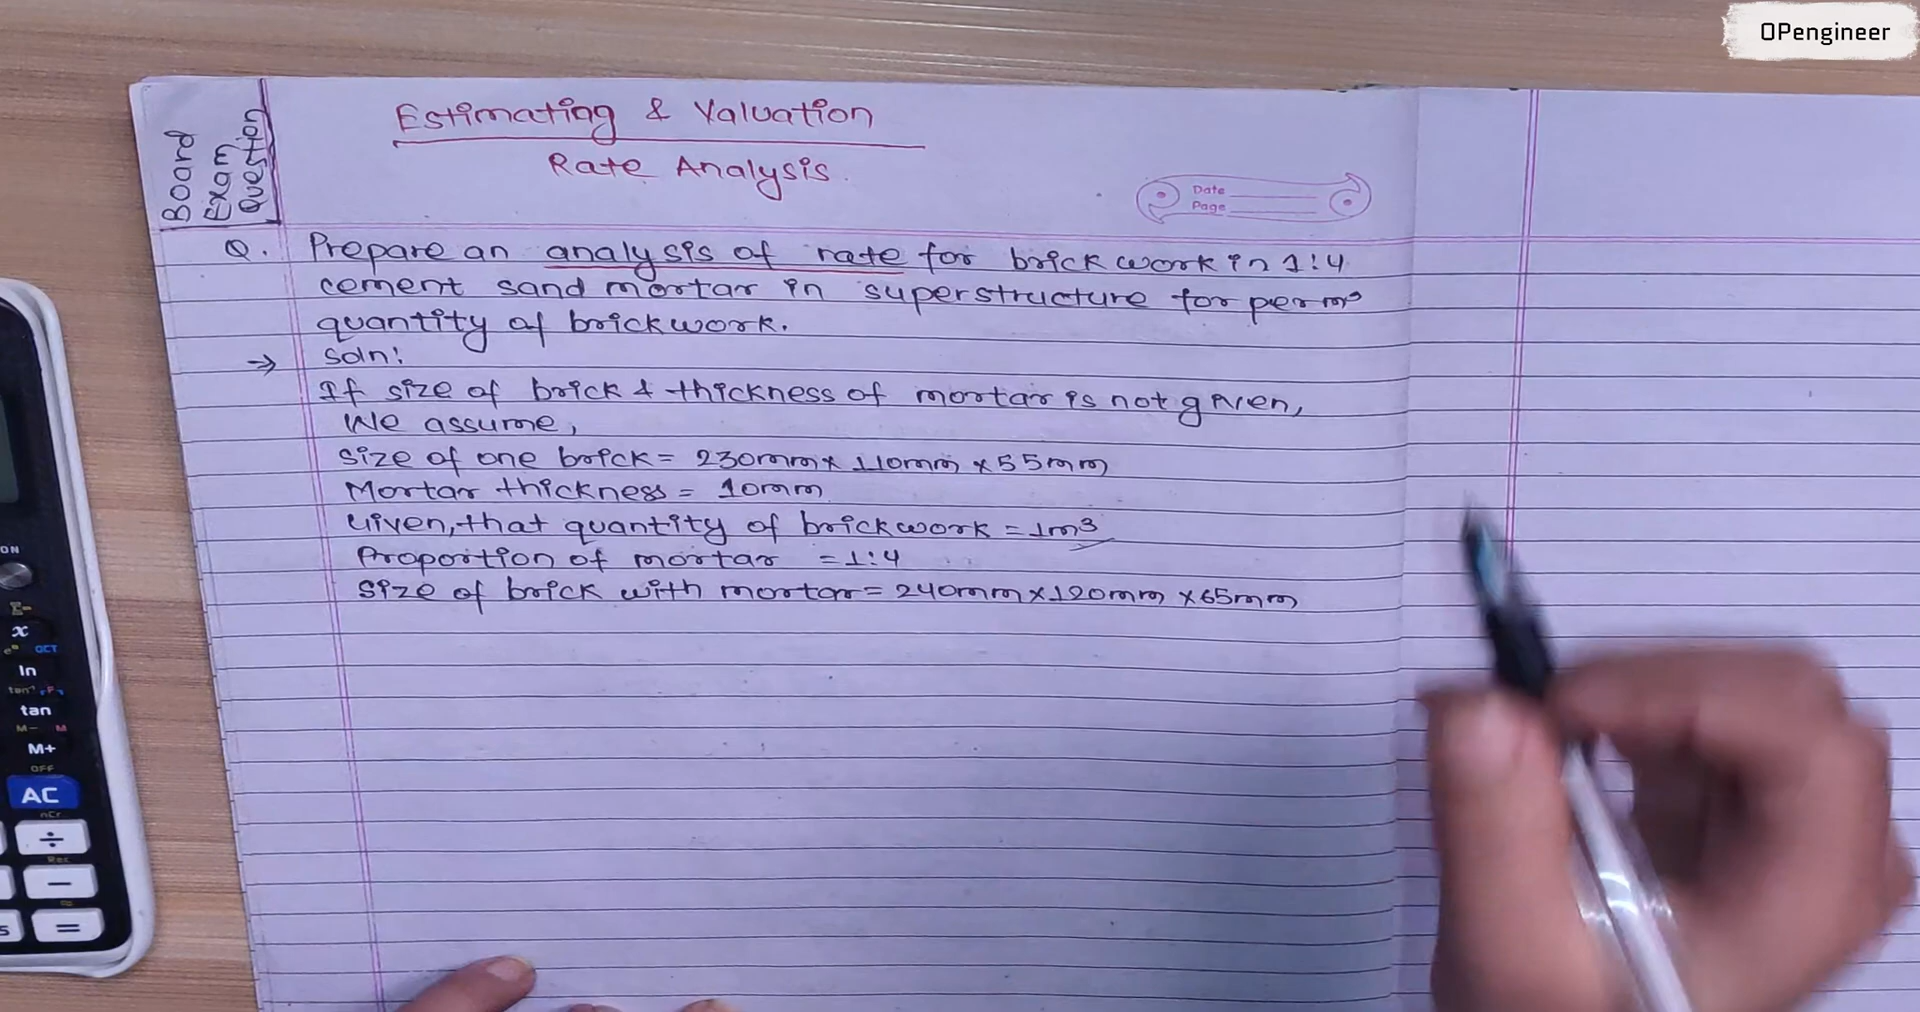 OPengineer
Board
Exam
Question
Estimating & Valuation
Rate Analysis.
Date
Page
Q. Prepare an analysis of rate for brickwork in 1:4
cement sand mortar in superstructure for per m³
quantity of brickwork.
→ Soln:
If size of brick & thickness of mortar is not given,
We assume,
Size of one brick = 230mm x 110mm x 55mm
Mortar thickness = 10mm
Given, that quantity of brickwork = 1m³
Proportion of mortar = 1:4
Size of brick with mortar = 240mm x 120mm x 65mm
ON
x
OCT
ln
tan
M- M
M+
OFF
AC
nCr
÷
Rec
−
=